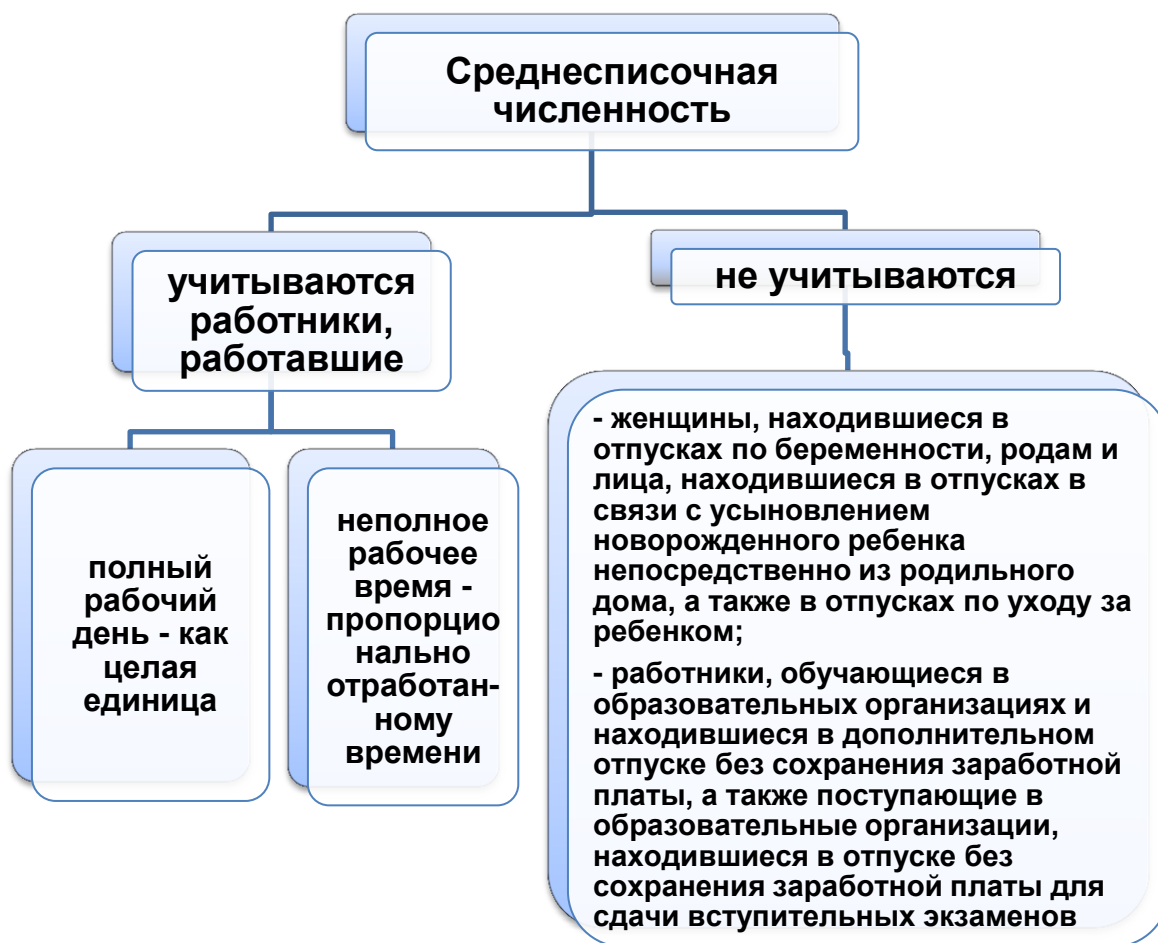 Среднесписочная
численность
учитываются
работники,
работавшие
не учитываются
полный
рабочий
день - как
целая
единица
неполное
рабочее
время -
пропорцио
нально
отработан-
ному
времени
- женщины, находившиеся в
отпусках по беременности, родам и
лица, находившиеся в отпусках в
связи с усыновлением
новорожденного ребенка
непосредственно из родильного
дома, а также в отпусках по уходу за
ребенком;
- работники, обучающиеся в
образовательных организациях и
находившиеся в дополнительном
отпуске без сохранения заработной
платы, а также поступающие в
образовательные организации,
находившиеся в отпуске без
сохранения заработной платы для
сдачи вступительных экзаменов